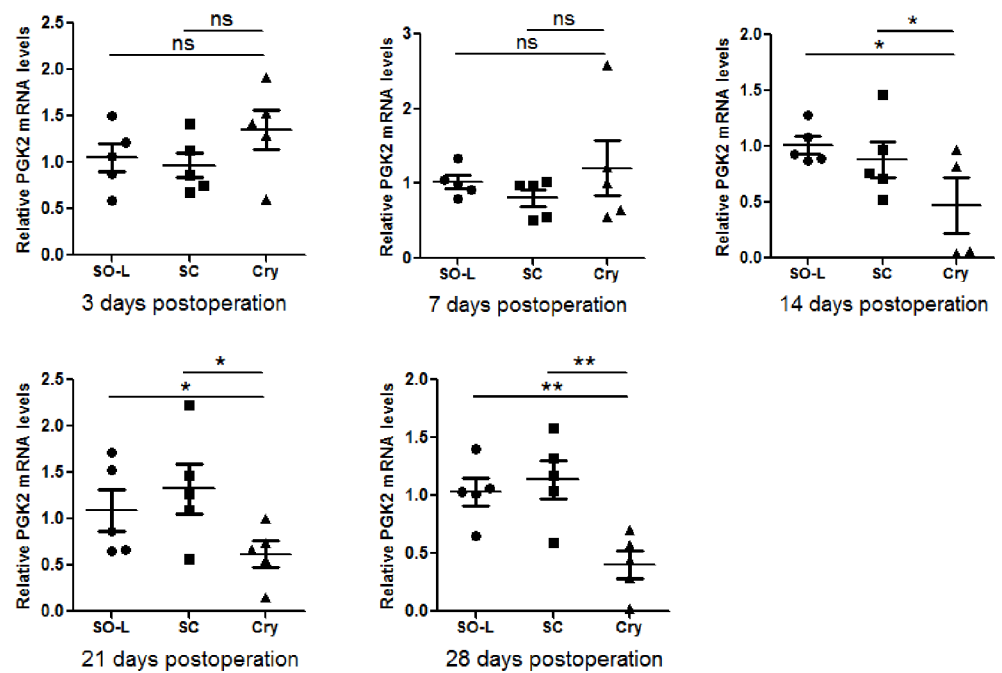 ns
ns
Relative PGK2 mRNA levels
2.5
2.0
1.5
1.0
0.5
0.0
SO-L SC Cry
3 days postoperation
ns
ns
Relative PGK2 mRNA levels
3
2
1
0
SO-L SC Cry
7 days postoperation
*
*
Relative PGK2 mRNA levels
2.0
1.5
1.0
0.5
0.0
SO-L SC Cry
14 days postoperation
*
*
Relative PGK2 mRNA levels
2.5
2.0
1.5
1.0
0.5
0.0
SO-L SC Cry
21 days postoperation
**
**
Relative PGK2 mRNA levels
2.0
1.5
1.0
0.5
0.0
SO-L SC Cry
28 days postoperation